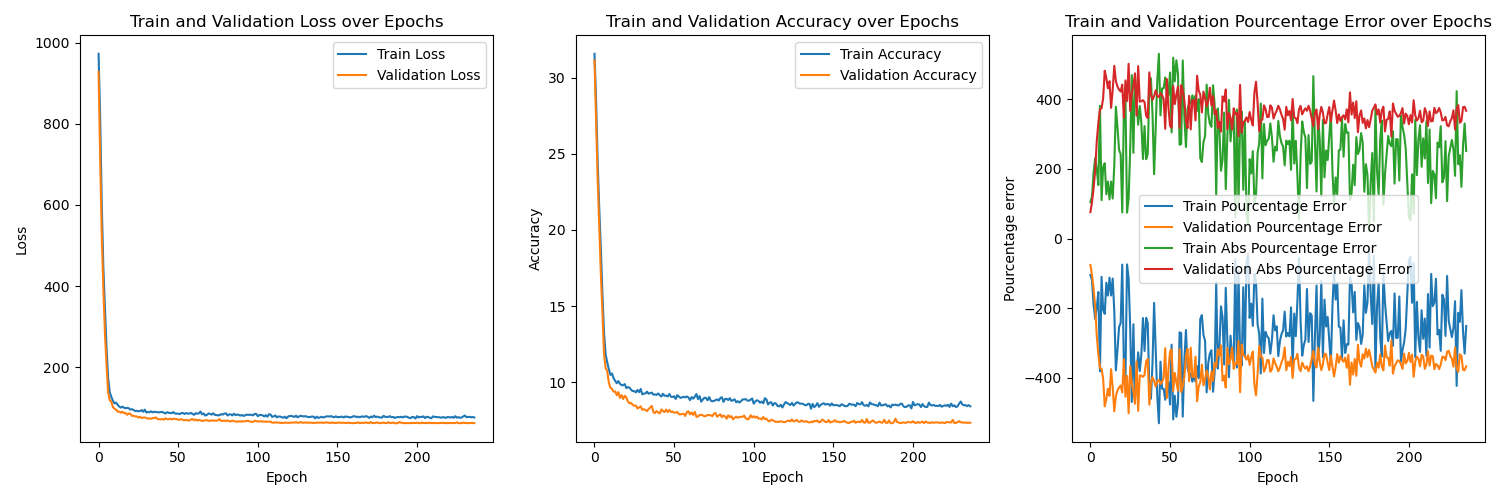 Train and Validation Loss over Epochs
Train Loss
Validation Loss
1000
800
600
400
200
Loss
0
50
100
150
200
Epoch
Train and Validation Accuracy over Epochs
Train Accuracy
Validation Accuracy
30
25
20
15
10
Accuracy
0
50
100
150
200
Epoch
Train and Validation Pourcentage Error over Epochs
400
200
0
−200
−400
Pourcentage error
Train Pourcentage Error
Validation Pourcentage Error
Train Abs Pourcentage Error
Validation Abs Pourcentage Error
0
50
100
150
200
Epoch